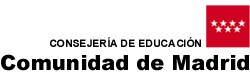 CONSEJERÍA DE EDUCACIÓN
Comunidad de Madrid